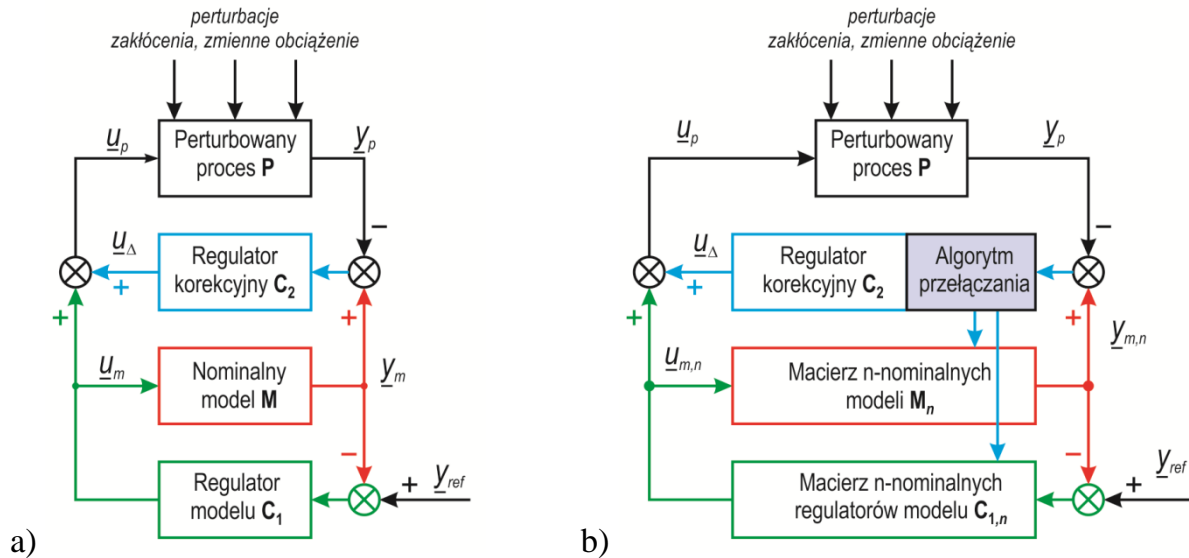 perturbacje
zakłócenia, zmienne obciążenie
u_p
Perturbowany
proces P
y_p
−
u_Δ
+
Regulator
korekcyjny C_2
+
+
u_m
Nominalny
model M
y_m
−
Regulator
modelu C_1
+
y_ref
a)
perturbacje
zakłócenia, zmienne obciążenie
u_p
Perturbowany
proces P
y_p
−
u_Δ
+
Regulator
korekcyjny C_2
Algorytm
przełączania
+
+
y_m,n
u_m,n
Macierz n-nominalnych
modeli M_n
−
Macierz n-nominalnych
regulatorów modelu C_1,n
+
y_ref
b)